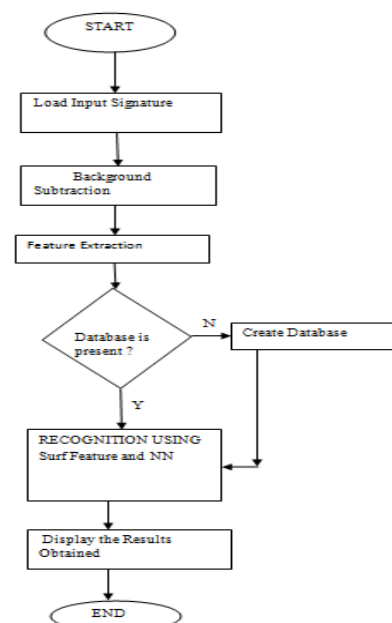 START
Load Input Signature
Background
Subtraction
Feature Extraction
Database is
present ?
N
Create Database
Y
RECOGNITION USING
Surf Feature and NN
Display the Results
Obtained
END